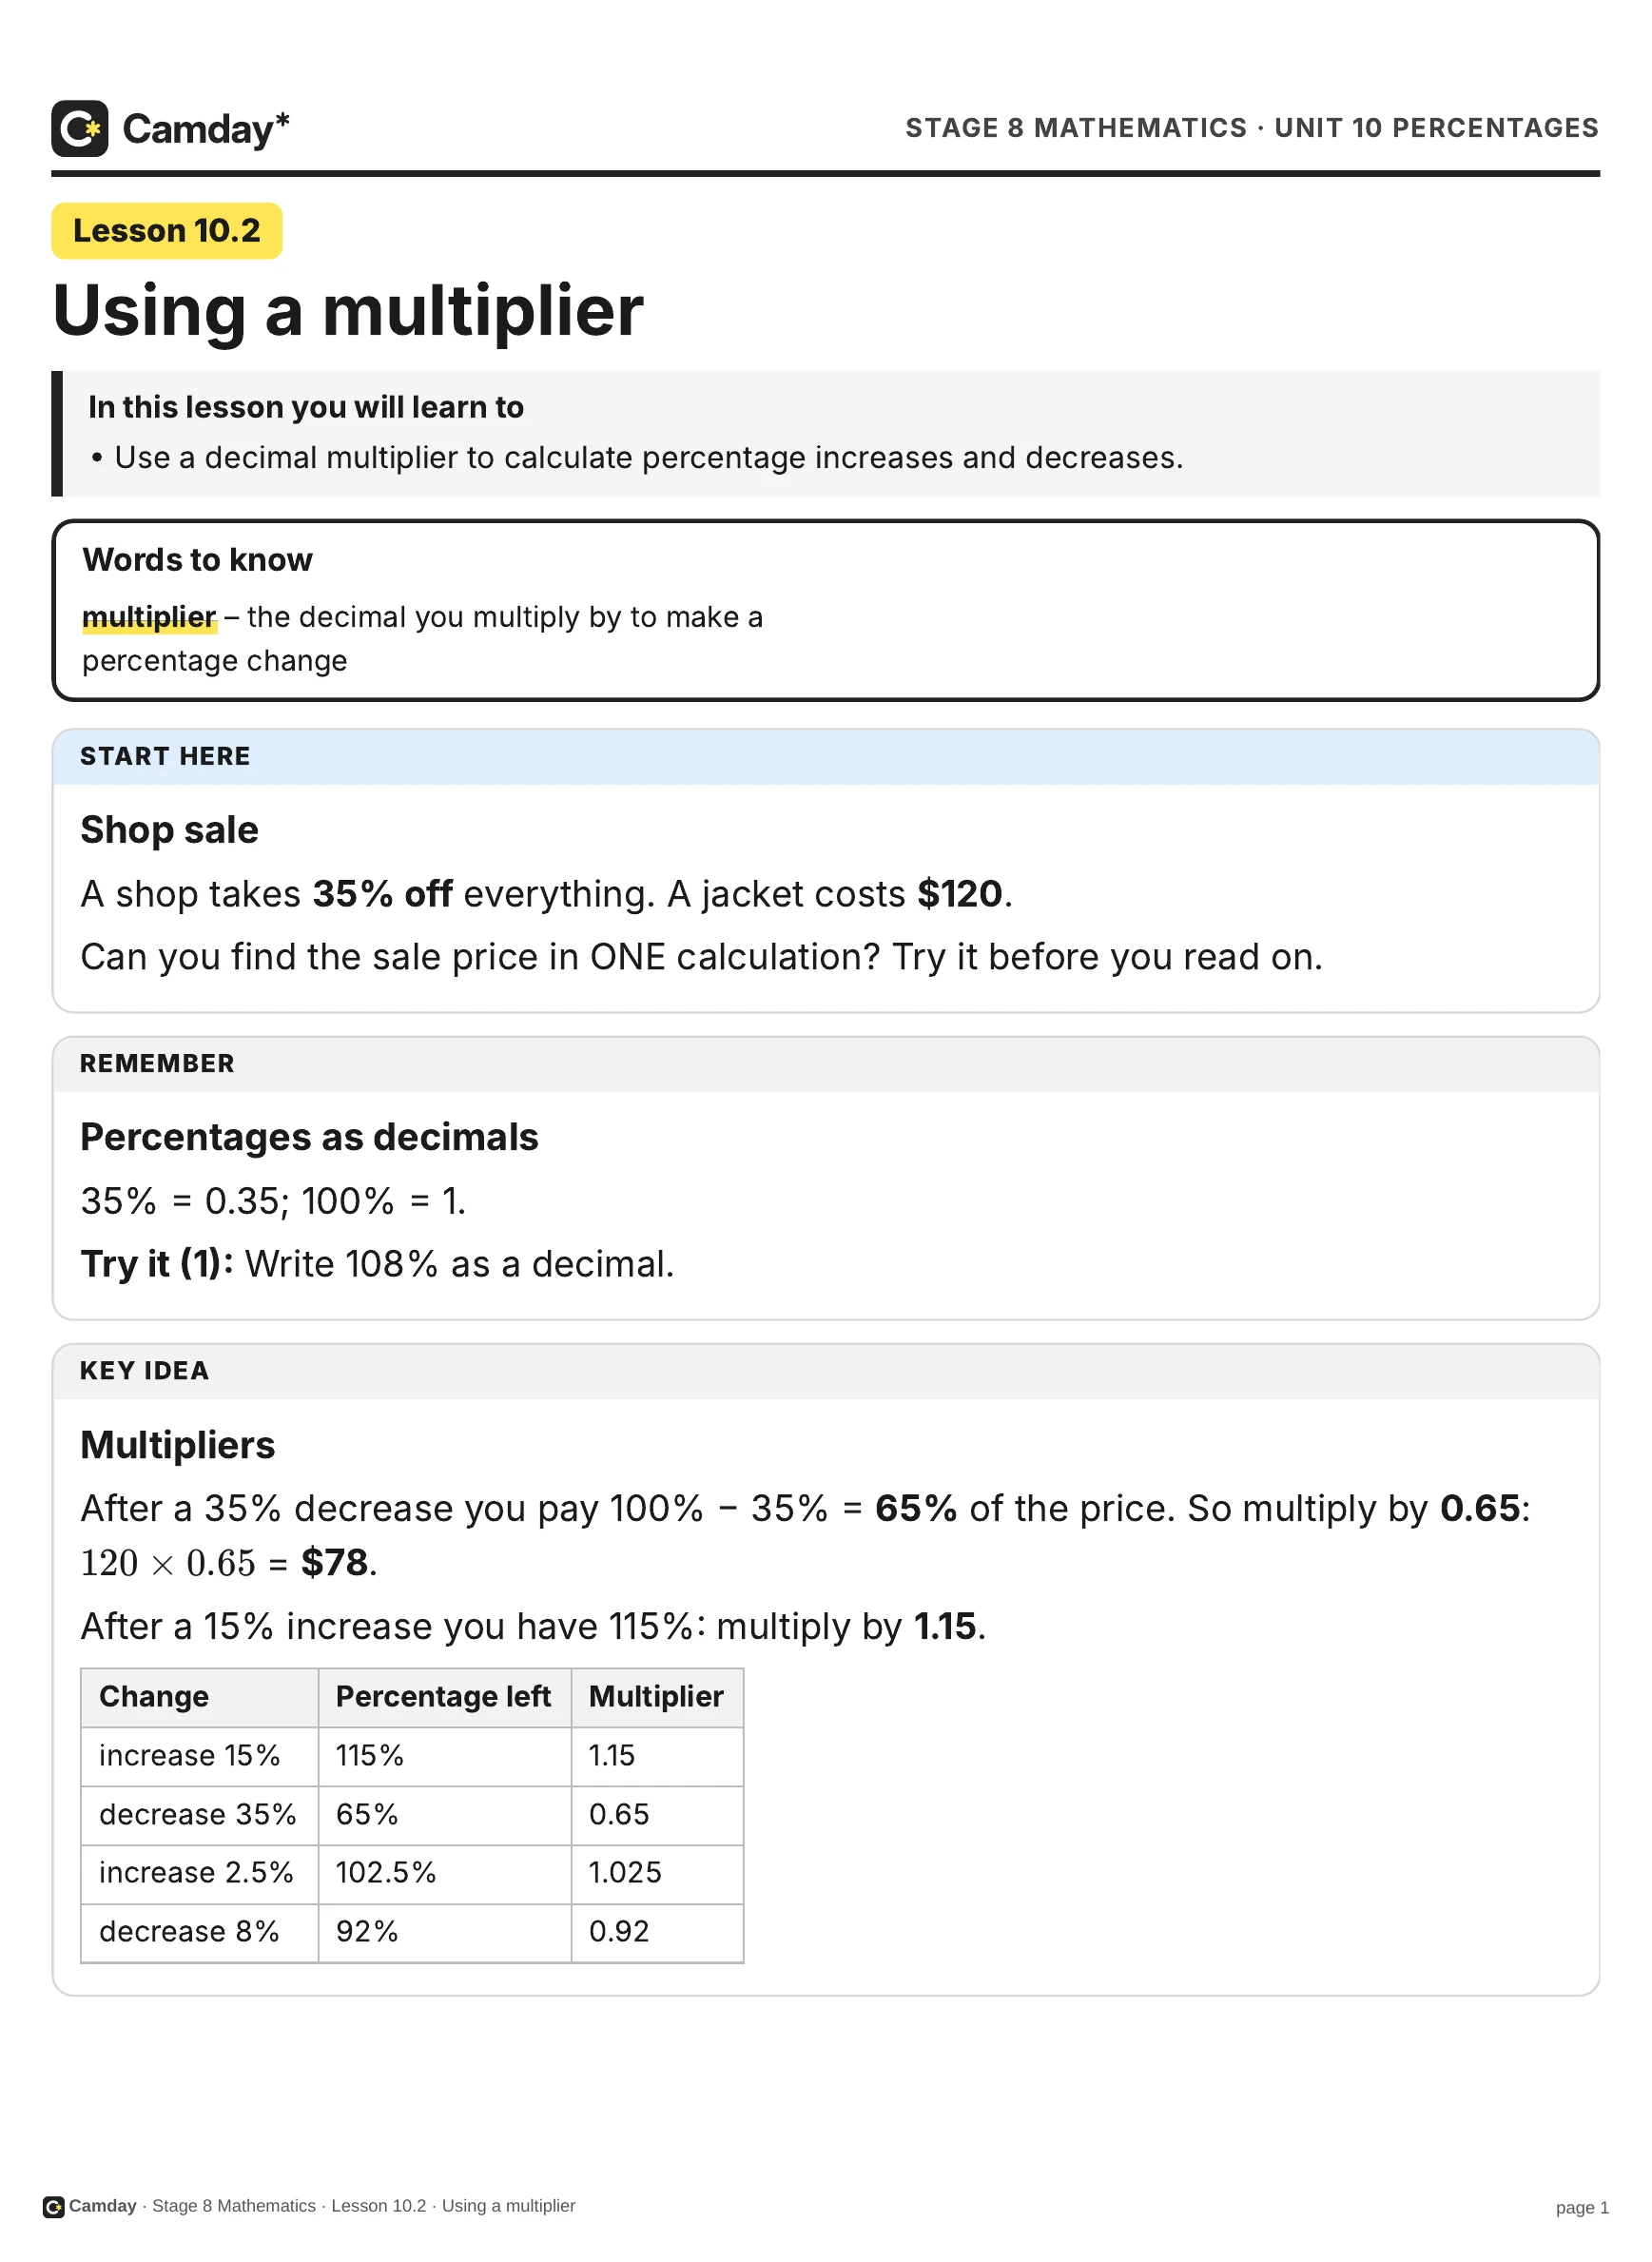 Camday*
STAGE 8 MATHEMATICS · UNIT 10 PERCENTAGES
Lesson 10.2
Using a multiplier
In this lesson you will learn to
• Use a decimal multiplier to calculate percentage increases and decreases.
Words to know
multiplier – the decimal you multiply by to make a
percentage change
START HERE
Shop sale
A shop takes 35% off everything. A jacket costs $120.
Can you find the sale price in ONE calculation? Try it before you read on.
REMEMBER
Percentages as decimals
35% = 0.35; 100% = 1.
Try it (1): Write 108% as a decimal.
KEY IDEA
Multipliers
After a 35% decrease you pay 100% − 35% = 65% of the price. So multiply by 0.65:
120 × 0.65 = $78.
After a 15% increase you have 115%: multiply by 1.15.
Change Percentage left Multiplier
increase 15% 115% 1.15
decrease 35% 65% 0.65
increase 2.5% 102.5% 1.025
decrease 8% 92% 0.92
Camday · Stage 8 Mathematics · Lesson 10.2 · Using a multiplier
page 1